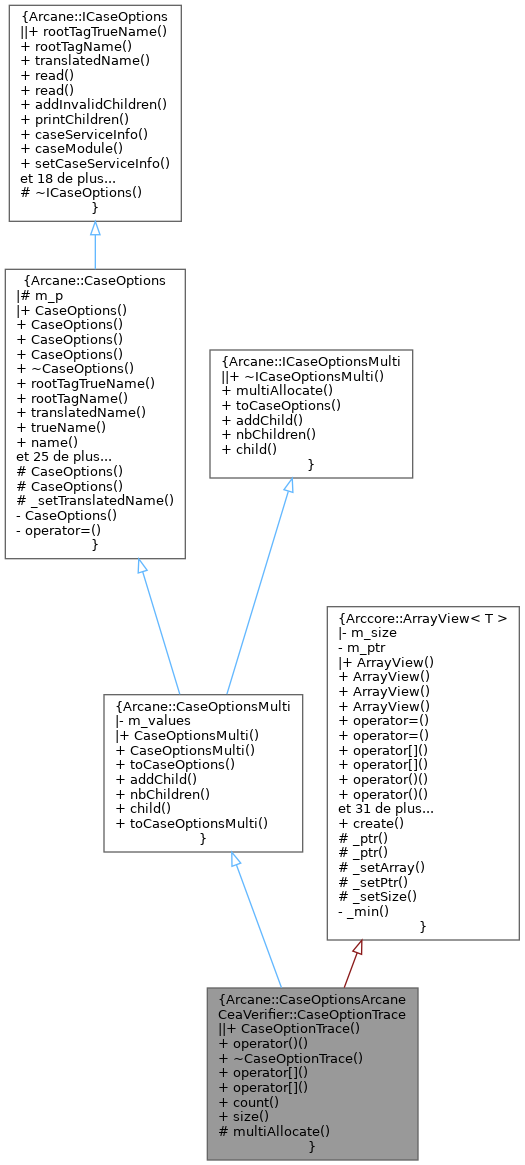 {Arcane::ICaseOptions
||+ rootTagTrueName()
+ rootTagName()
+ translatedName()
+ read()
+ read()
+ addInvalidChildren()
+ printChildren()
+ caseServiceInfo()
+ caseModule()
+ setCaseServiceInfo()
et 18 de plus...
# ~ICaseOptions()
}
{Arcane::CaseOptions
|# m_p
|+ CaseOptions()
+ CaseOptions()
+ CaseOptions()
+ CaseOptions()
+ ~CaseOptions()
+ rootTagTrueName()
+ rootTagName()
+ translatedName()
+ trueName()
+ name()
et 25 de plus...
# CaseOptions()
# CaseOptions()
# _setTranslatedName()
- CaseOptions()
- operator=()
}
{Arcane::ICaseOptionsMulti
||+ ~ICaseOptionsMulti()
+ multiAllocate()
+ toCaseOptions()
+ addChild()
+ nbChildren()
+ child()
}
{Arcane::CaseOptionsMulti
|- m_values
|+ CaseOptionsMulti()
+ CaseOptionsMulti()
+ toCaseOptions()
+ addChild()
+ nbChildren()
+ child()
+ toCaseOptionsMulti()
}
{Arccore::ArrayView< T >
|- m_size
- m_ptr
|+ ArrayView()
+ ArrayView()
+ ArrayView()
+ ArrayView()
+ operator=()
+ operator=()
+ operator[]()
+ operator[]()
+ operator()()
+ operator()()
et 31 de plus...
+ create()
# _ptr()
# _ptr()
# _setArray()
# _setPtr()
# _setSize()
- _min()
}
{Arcane::CaseOptionsArcane
CeaVerifier::CaseOptionTrace
||+ CaseOptionTrace()
+ operator()()
+ ~CaseOptionTrace()
+ operator[]()
+ operator[]()
+ count()
+ size()
# multiAllocate()
}